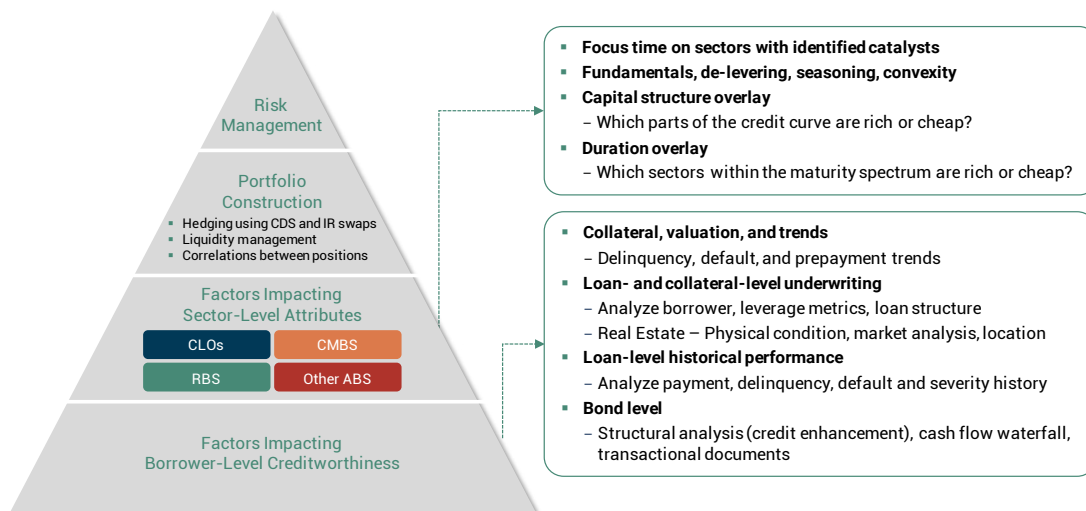 Risk
Management
Portfolio
Construction
▪ Hedging using CDS and IR swaps
▪ Liquidity management
▪ Correlations between positions
Factors Impacting
Sector-Level Attributes
CLOs
CMBS
RBS
Other ABS
Factors Impacting
Borrower-Level Creditworthiness
▪ Focus time on sectors with identified catalysts
▪ Fundamentals, de-levering, seasoning, convexity
▪ Capital structure overlay
– Which parts of the credit curve are rich or cheap?
▪ Duration overlay
– Which sectors within the maturity spectrum are rich or cheap?
▪ Collateral, valuation, and trends
– Delinquency, default, and prepayment trends
▪ Loan- and collateral-level underwriting
– Analyze borrower, leverage metrics, loan structure
– Real Estate – Physical condition, market analysis, location
▪ Loan-level historical performance
– Analyze payment, delinquency, default and severity history
▪ Bond level
– Structural analysis (credit enhancement), cash flow waterfall,
transactional documents